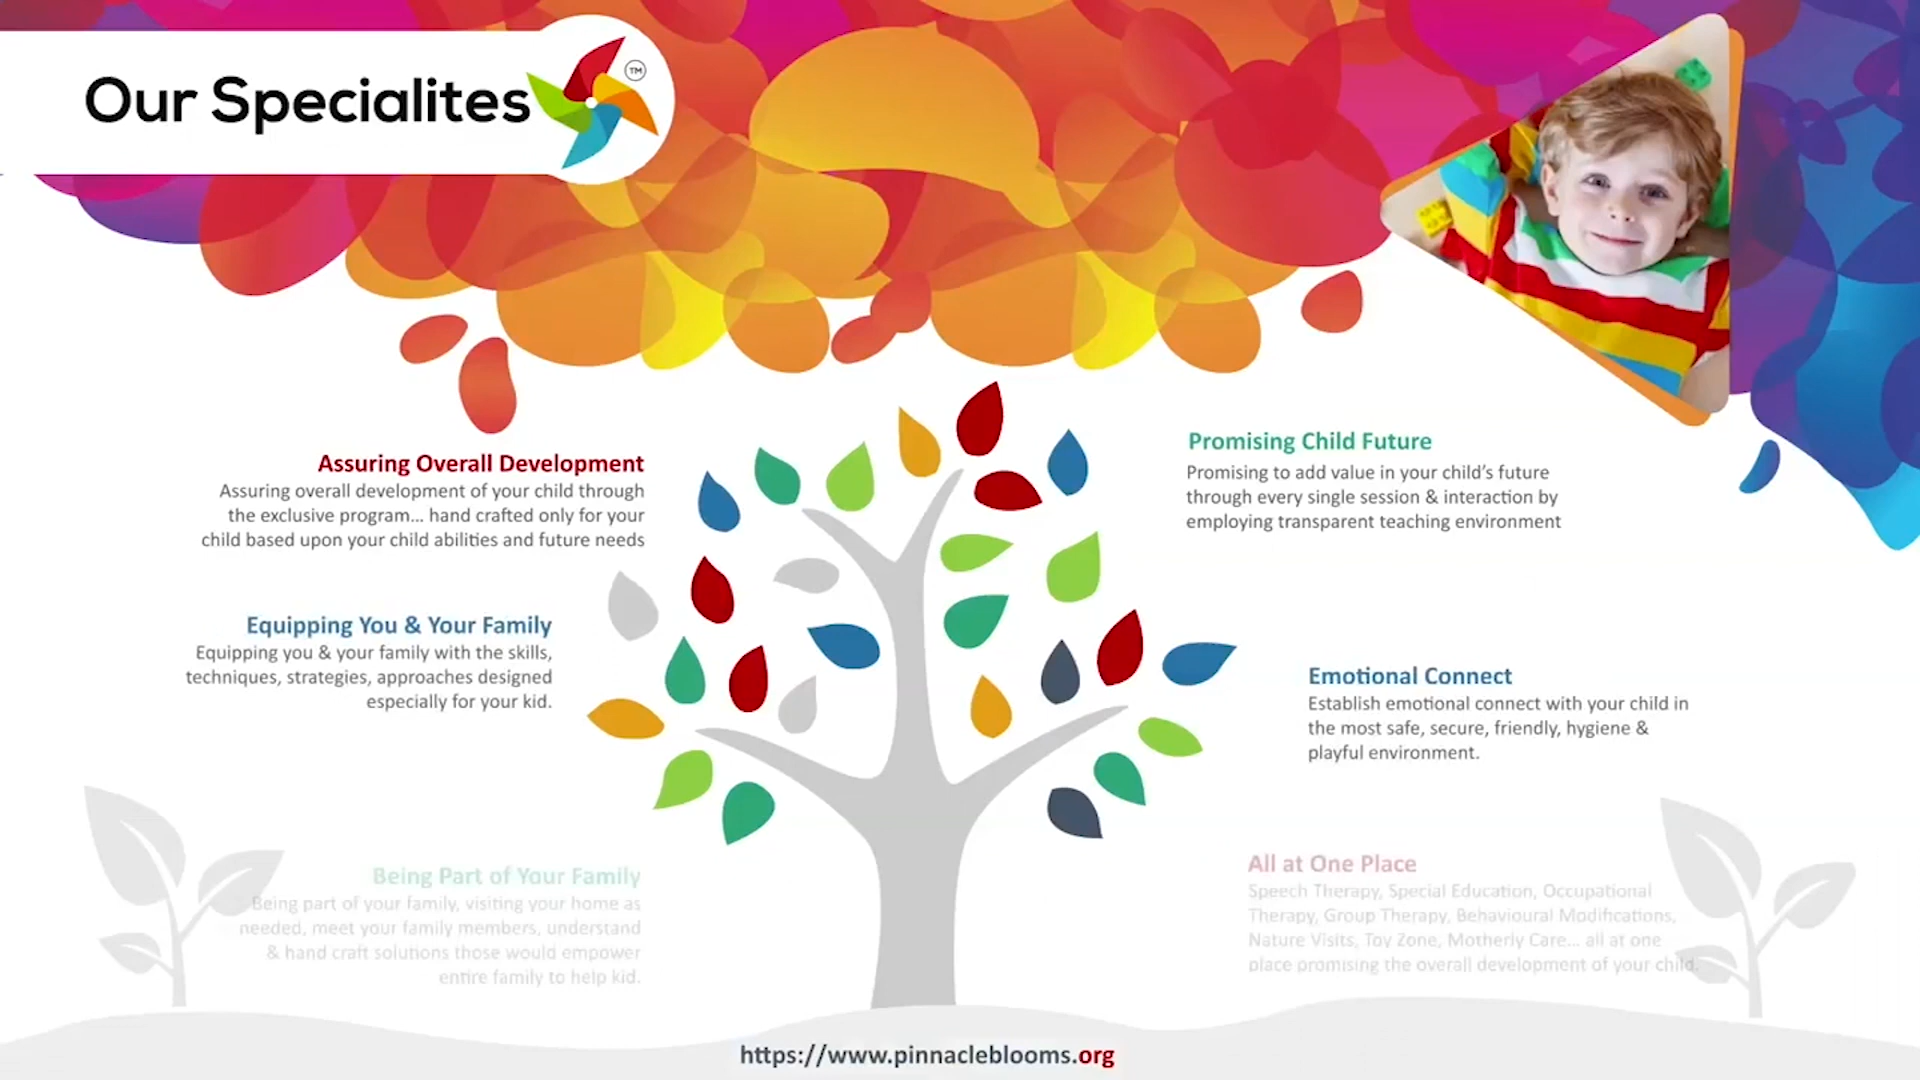 Our Specialites
TM
Assuring Overall Development
Assuring overall development of your child through
the exclusive program... hand crafted only for your
child based upon your child abilities and future needs
Equipping You & Your Family
Equipping you & your family with the skills,
techniques, strategies, approaches designed
especially for your kid.
Being Part of Your Family
Being part of your family, visiting your home as
needed, meet your family members, understand
& hand craft solutions those would empower
entire family to help kid.
Promising Child Future
Promising to add value in your child's future
through every single session & interaction by
employing transparent teaching environment
Emotional Connect
Establish emotional connect with your child in
the most safe, secure, friendly, hygiene &
playful environment.
All at One Place
Speech Therapy, Special Education, Occupational
Therapy, Group Therapy, Behavioural Modifications,
Nature Visits, Toy Zone, Motherly Care... all at one
place promising the overall development of your child.
https://www.pinnacleblooms.org